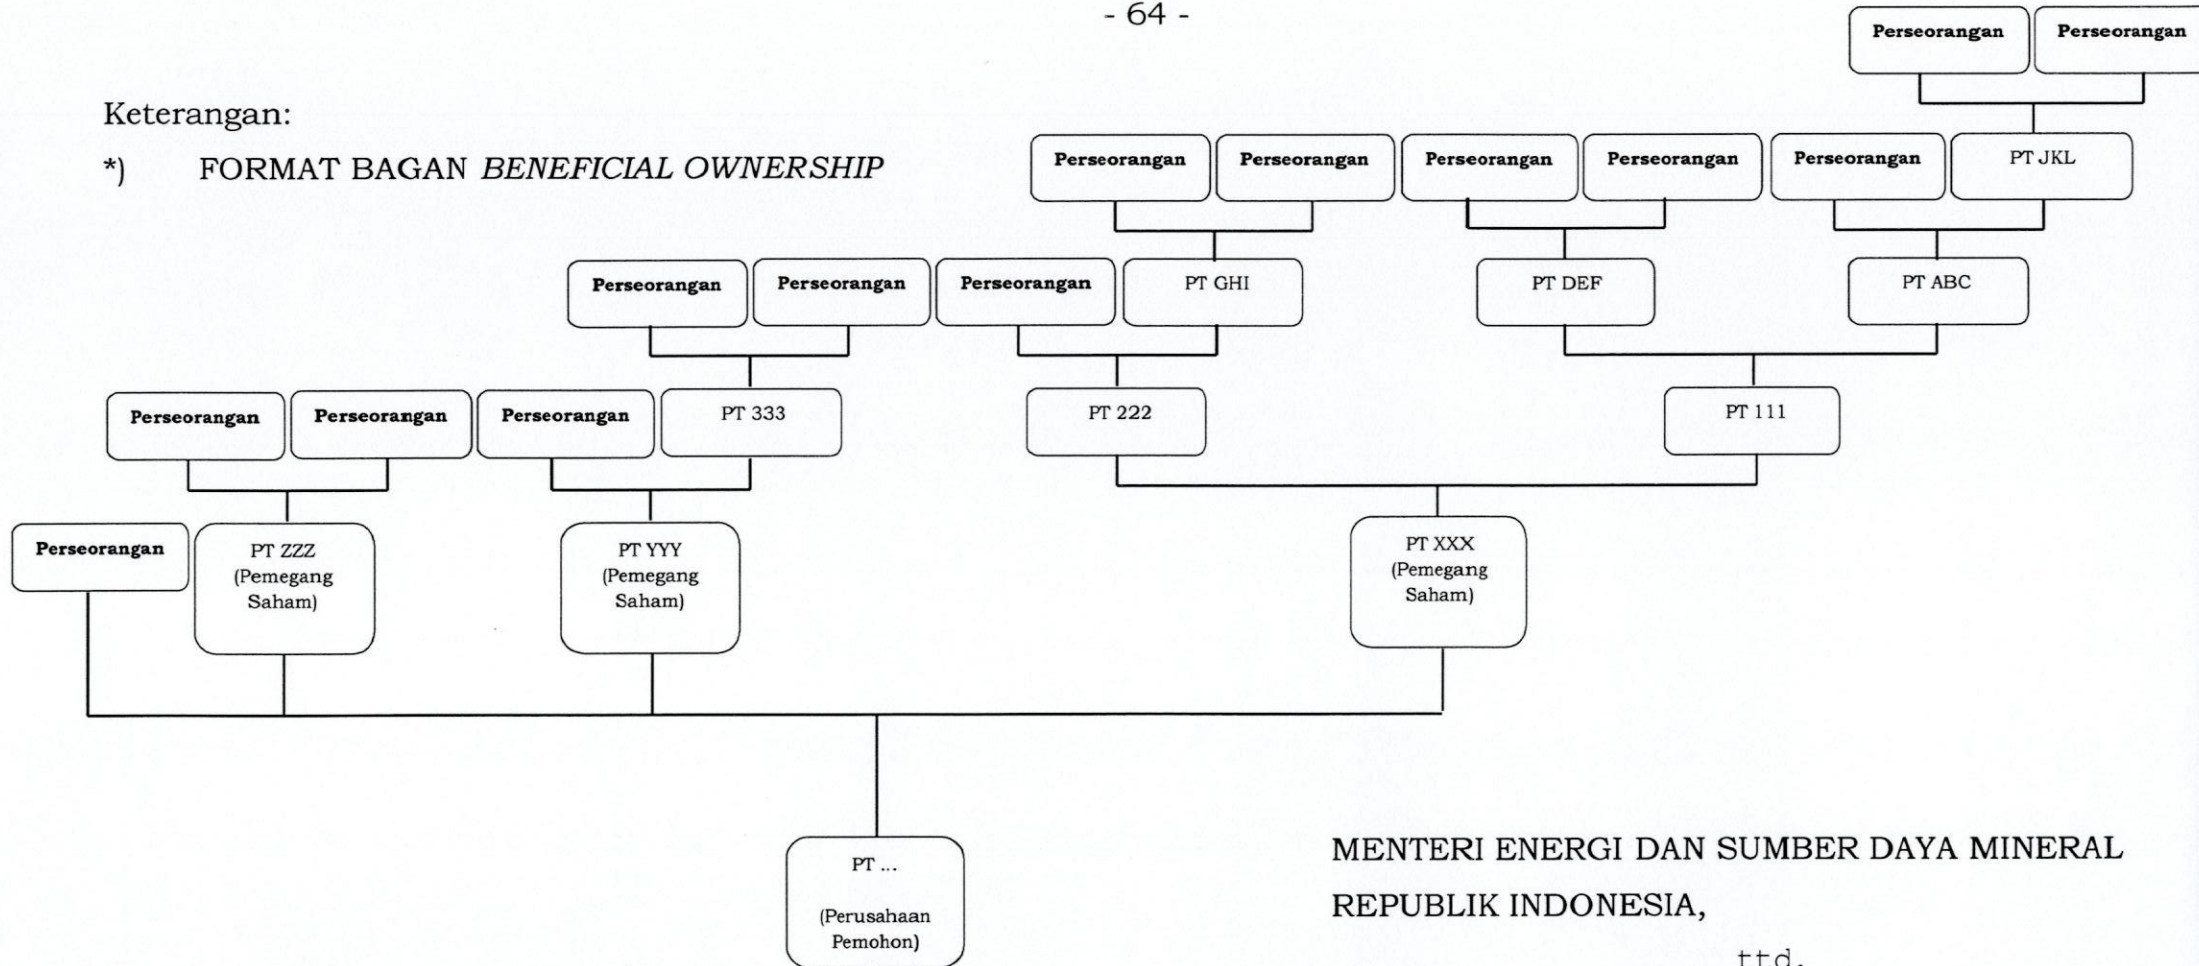 - 64 -
Perseorangan
Perseorangan
Keterangan:
*) FORMAT BAGAN BENEFICIAL OWNERSHIP
Perseorangan
Perseorangan
Perseorangan
Perseorangan
Perseorangan
PT JKL
Perseorangan
Perseorangan
Perseorangan
PT GHI
PT DEF
PT ABC
Perseorangan
Perseorangan
Perseorangan
PT 333
PT 222
PT 111
Perseorangan
PT ZZZ
(Pemegang
Saham)
PT YYY
(Pemegang
Saham)
PT XXX
(Pemegang
Saham)
PT ...
(Perusahaan
Pemohon)
MENTERI ENERGI DAN SUMBER DAYA MINERAL
REPUBLIK INDONESIA,
ttd.